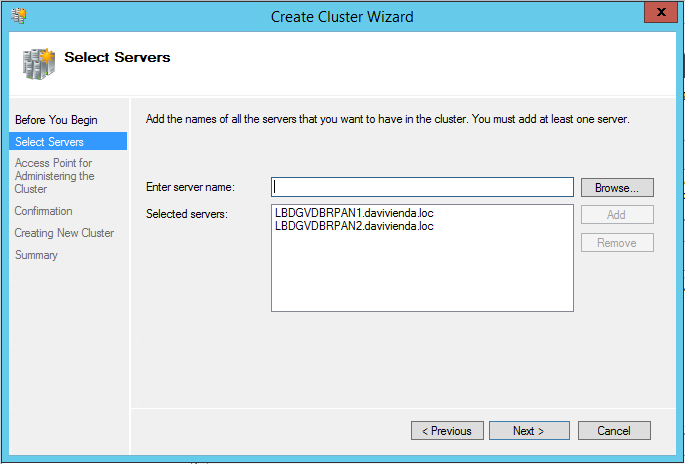 Create Cluster Wizard
x
Select Servers
Before You Begin
Select Servers
Access Point for
Administering the
Cluster
Confirmation
Creating New Cluster
Summary
Add the names of all the servers that you want to have in the cluster. You must add at least one server.
Enter server name:
Browse...
Selected servers:
LBDGVDBRPAN1.davivienda.loc
LBDGVDBRPAN2.davivienda.loc
Add
Remove
< Previous
Next >
Cancel